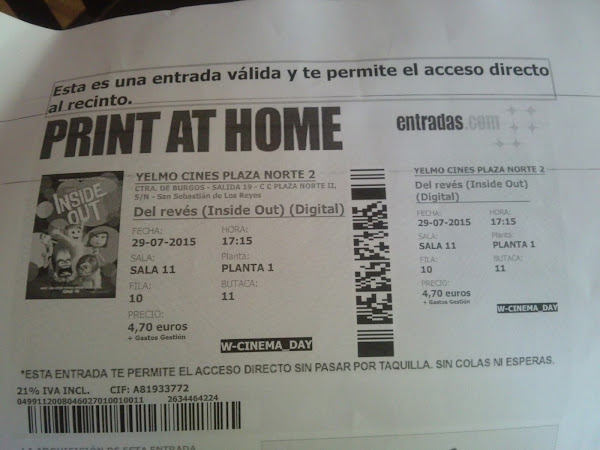 Esta es una entrada válida y te permite el acceso directo
al recinto.
PRINT AT HOME
entradas.com
INSIDE
OUT
YELMO CINES PLAZA NORTE 2
CTRA. DE BURGOS - SALIDA 19 - C C PLAZA NORTE II,
S/N - San Sebastián de Los Reyes
Del revés (Inside Out) (Digital)
FECHA: HORA:
29-07-2015 17:15
SALA: Planta:
SALA 11 PLANTA 1
FILA: BUTACA:
10 11
PRECIO:
4,70 euros
+ Gastos Gestión
W-CINEMA_DAY
YELMO CINES PLAZA NORTE 2
Del revés (Inside Out)
(Digital)
FECHA: HORA:
29-07-2015 17:15
SALA: Planta:
SALA 11 PLANTA 1
FILA: BUTACA:
10 11
PRECIO:
4,70 euros
+ Gastos Gestión
W-CINEMA_DAY
*ESTA ENTRADA TE PERMITE EL ACCESO DIRECTO SIN PASAR POR TAQUILLA. SIN COLAS NI ESPERAS.
21% IVA INCL. CIF: A81933772
0499112008046027010010011 2634464224